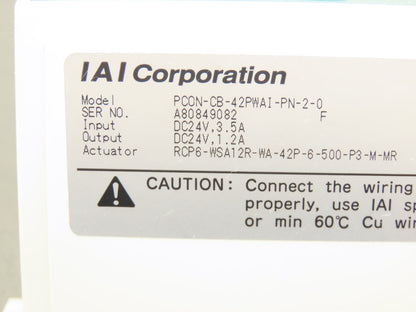 IAI Corporation
Model PCON-CB-42PWAI-PN-2-0
SER NO. A80849082 F
Input DC24V,3.5A
Output DC24V,1.2A
Actuator RCP6-WSA12R-WA-42P-6-500-P3-M-MR
CAUTION: Connect the wiring
properly, use IAI sp
or min 60℃ Cu wir